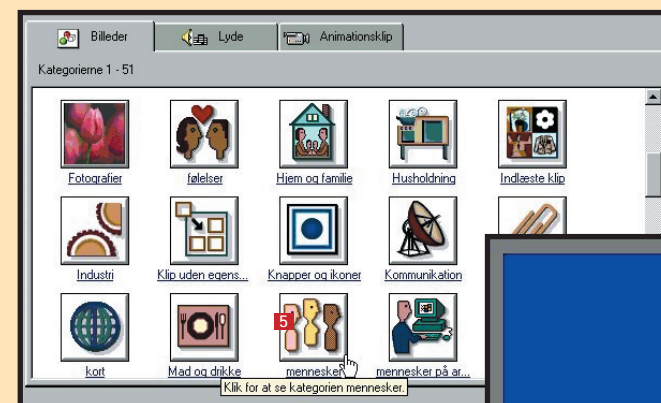 Billeder Lyde Animationsklip
Kategorierne 1 - 51
Fotografier følelser Hjem og familie Husholdning Indlæste klip
Industri Klip uden egens... Knapper og ikoner Kommunikation
5
kort Mad og drikke mennesker mennesker på ar...
Klik for at se kategorien mennesker.